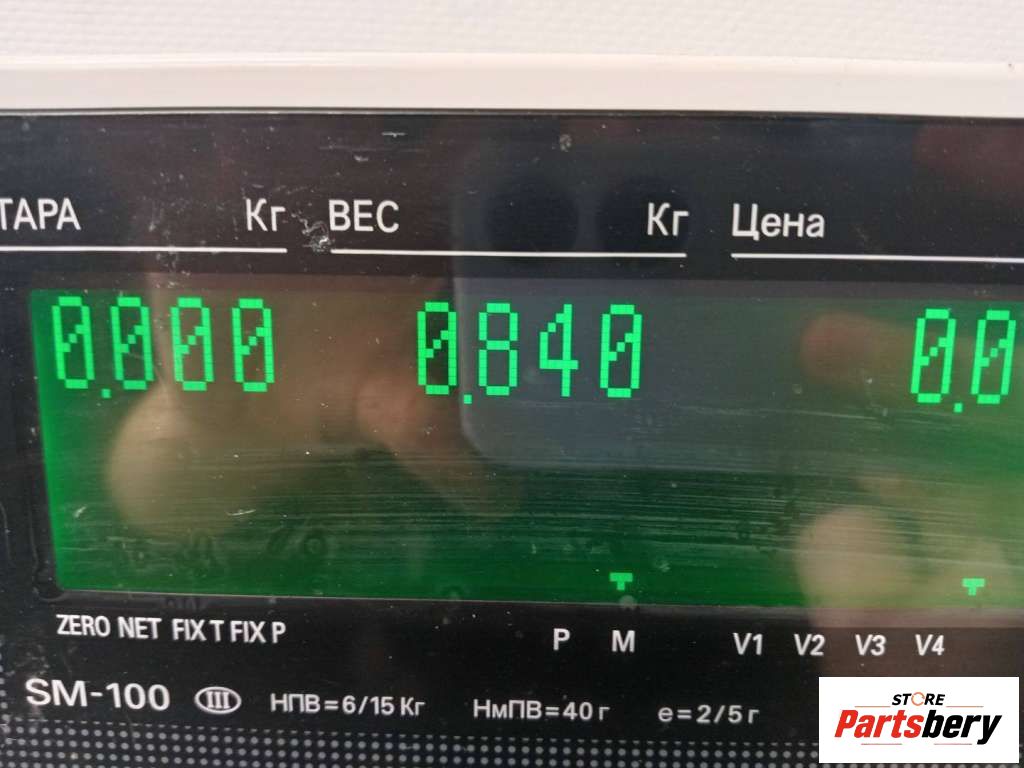 ТАРА Кг ВЕС Кг Цена
0.000 0.840 0.0
ZERO NET FIX T FIX P P M V1 V2 V3 V4
SM-100 III НПВ=6/15 Кг НмПВ=40 г e=2/5 г
STORE
Partsbery